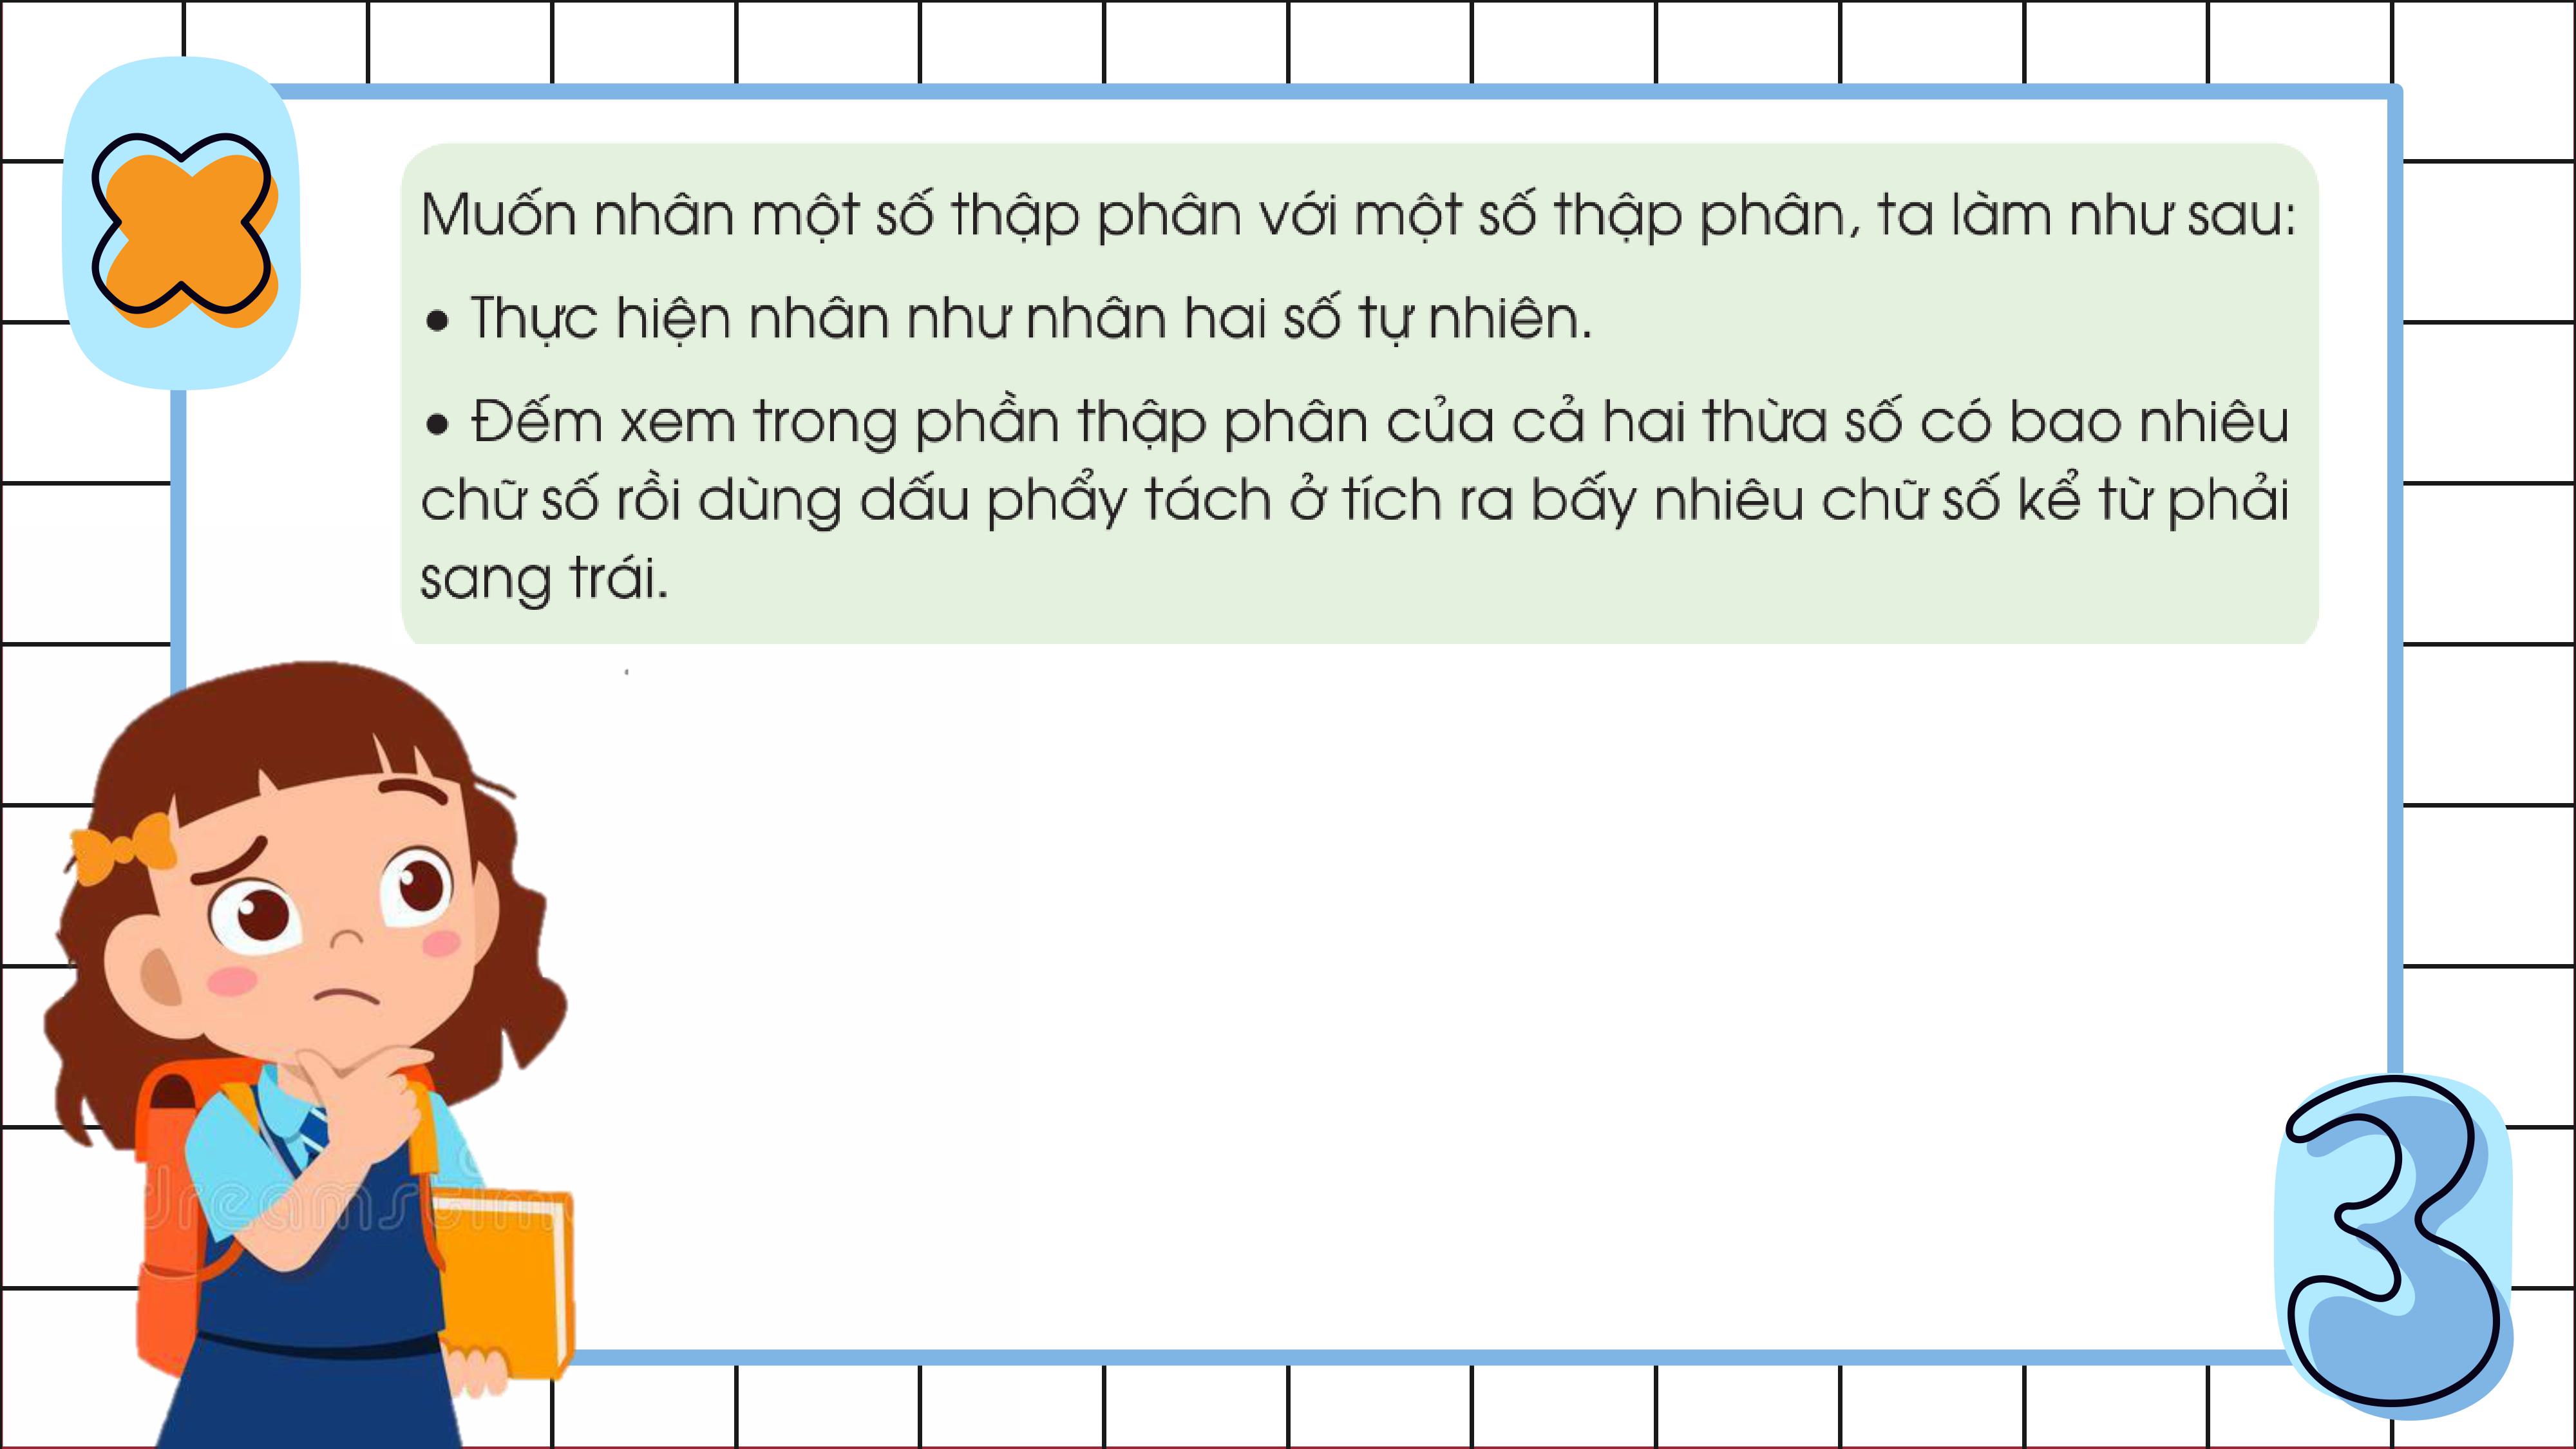 Muốn nhân một số thập phân với một số thập phân, ta làm như sau:
• Thực hiện nhân như nhân hai số tự nhiên.
• Đếm xem trong phần thập phân của cả hai thừa số có bao nhiêu
chữ số rồi dùng dấu phẩy tách ở tích ra bấy nhiêu chữ số kể từ phải
sang trái.
dreamstime
3